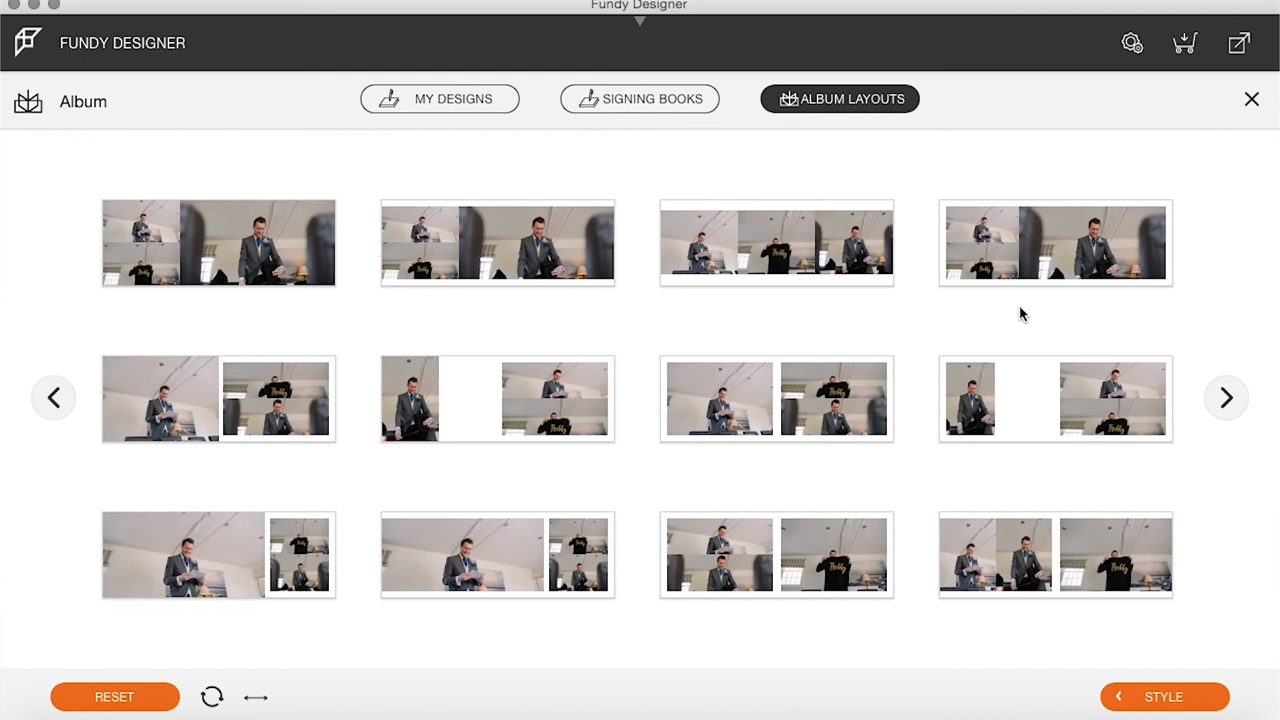 Fundy Designer
FUNDY DESIGNER
Album
MY DESIGNS
SIGNING BOOKS
ALBUM LAYOUTS
RESET
STYLE